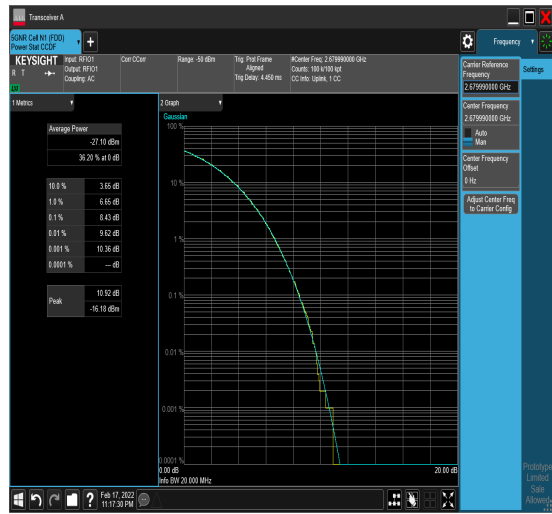 Transceiver A
5GNR Cell N1 (FDD)
Power Stat CCDF
Frequency
KEYSIGHT
R T
Input: RFIO1
Output: RFIO1
Coupling: AC
Corr CCorr
Range: -50 dBm
Trig: Prot Frame
Aligned
Trig Delay: 4.450 ms
#Center Freq: 2.679990000 GHz
Counts: 100 k/100 kpt
CC Info: Uplink, 1 CC
Carrier Reference
Frequency
2.679990000 GHz
Settings
Center Frequency
2.679990000 GHz
Auto
Man
Center Frequency
Offset
0 Hz
Adjust Center Freq
to Carrier Config
1 Metrics
Average Power
-27.10 dBm
36.20 % at 0 dB
10.0 % 3.65 dB
1.0 % 6.65 dB
0.1 % 8.43 dB
0.01 % 9.62 dB
0.001 % 10.36 dB
0.0001 % --- dB
Peak
10.92 dB
-16.18 dBm
2 Graph
Gaussian
100 %
10 %
1 %
0.1 %
0.01 %
0.001 %
0.0001 %
0.00 dB
20.00 dB
Info BW 20.000 MHz
Feb 17, 2022
11:17:30 PM
Prototype
Limited
Sale
Allowed